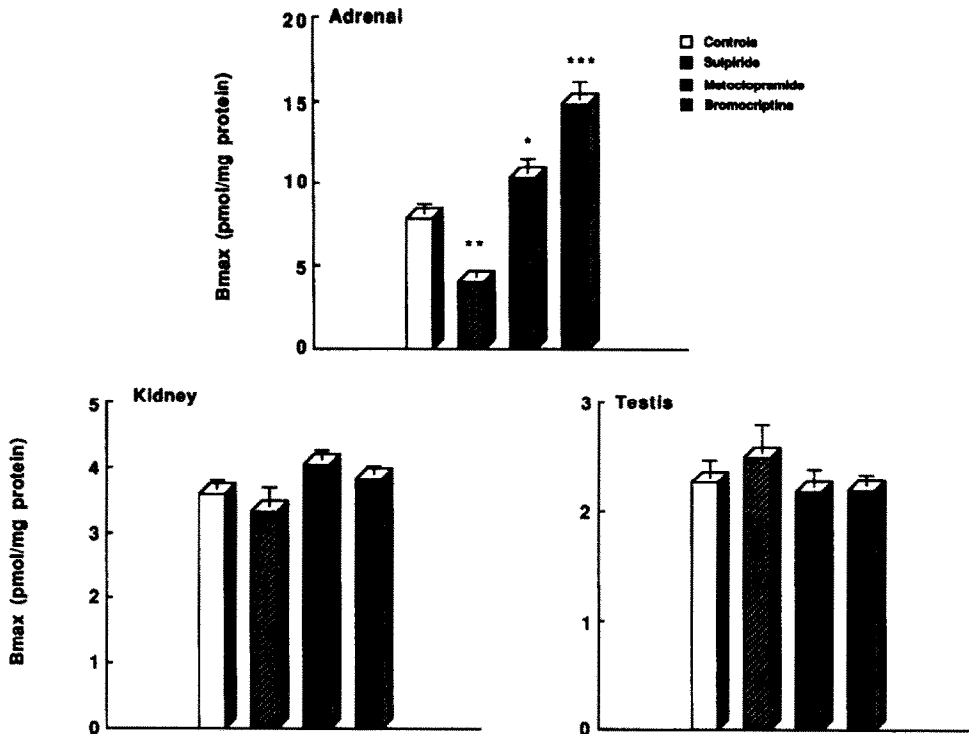 Adrenal
20
15
10
5
0
Bmax (pmol/mg protein)
**
*
***
Controls
Sulpiride
Metoclopramide
Bromocriptine
Kidney
5
4
3
2
1
0
Bmax (pmol/mg protein)
Testis
3
2
1
0